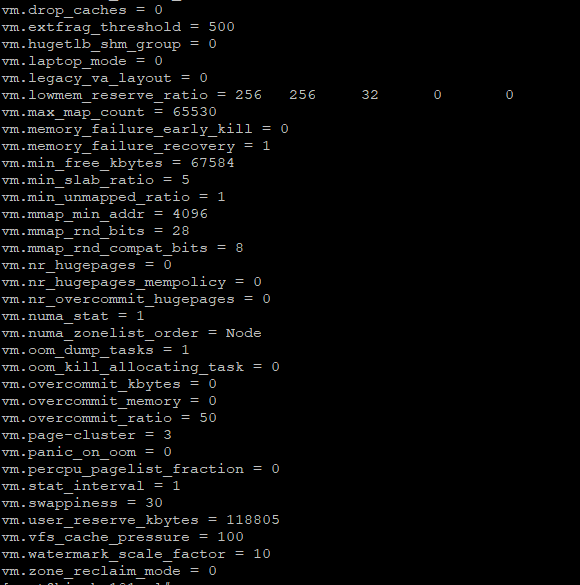 vm.drop_caches = 0
vm.extfrag_threshold = 500
vm.hugetlb_shm_group = 0
vm.laptop_mode = 0
vm.legacy_va_layout = 0
vm.lowmem_reserve_ratio = 256 256 32 0 0
vm.max_map_count = 65530
vm.memory_failure_early_kill = 0
vm.memory_failure_recovery = 1
vm.min_free_kbytes = 67584
vm.min_slab_ratio = 5
vm.min_unmapped_ratio = 1
vm.mmap_min_addr = 4096
vm.mmap_rnd_bits = 28
vm.mmap_rnd_compat_bits = 8
vm.nr_hugepages = 0
vm.nr_hugepages_mempolicy = 0
vm.nr_overcommit_hugepages = 0
vm.numa_stat = 1
vm.numa_zonelist_order = Node
vm.oom_dump_tasks = 1
vm.oom_kill_allocating_task = 0
vm.overcommit_kbytes = 0
vm.overcommit_memory = 0
vm.overcommit_ratio = 50
vm.page-cluster = 3
vm.panic_on_oom = 0
vm.percpu_pagelist_fraction = 0
vm.stat_interval = 1
vm.swappiness = 30
vm.user_reserve_kbytes = 118805
vm.vfs_cache_pressure = 100
vm.watermark_scale_factor = 10
vm.zone_reclaim_mode = 0